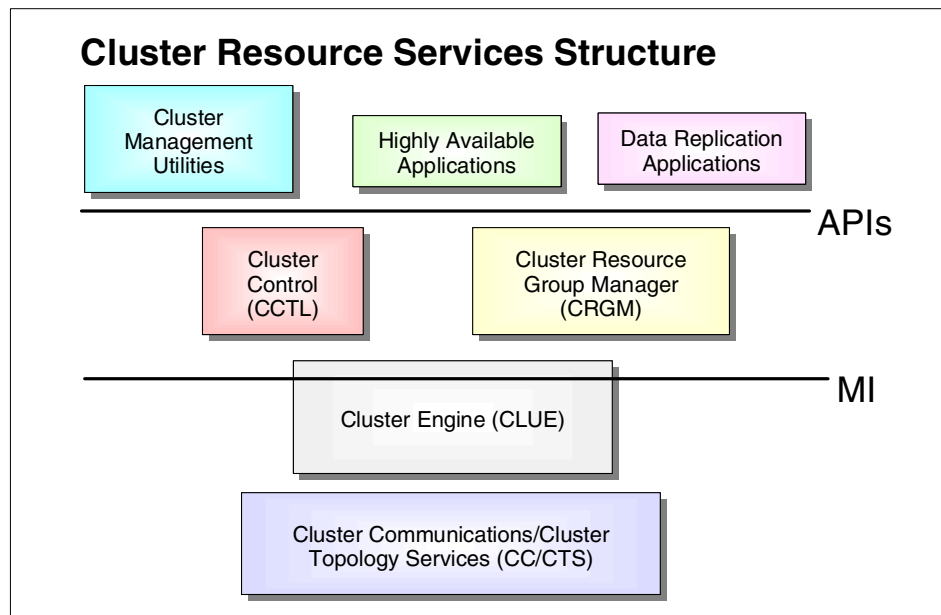 Cluster Resource Services Structure
Cluster
Management
Utilities
Highly Available
Applications
Data Replication
Applications
APIs
Cluster
Control
(CCTL)
Cluster Resource
Group Manager
(CRGM)
MI
Cluster Engine (CLUE)
Cluster Communications/Cluster
Topology Services (CC/CTS)